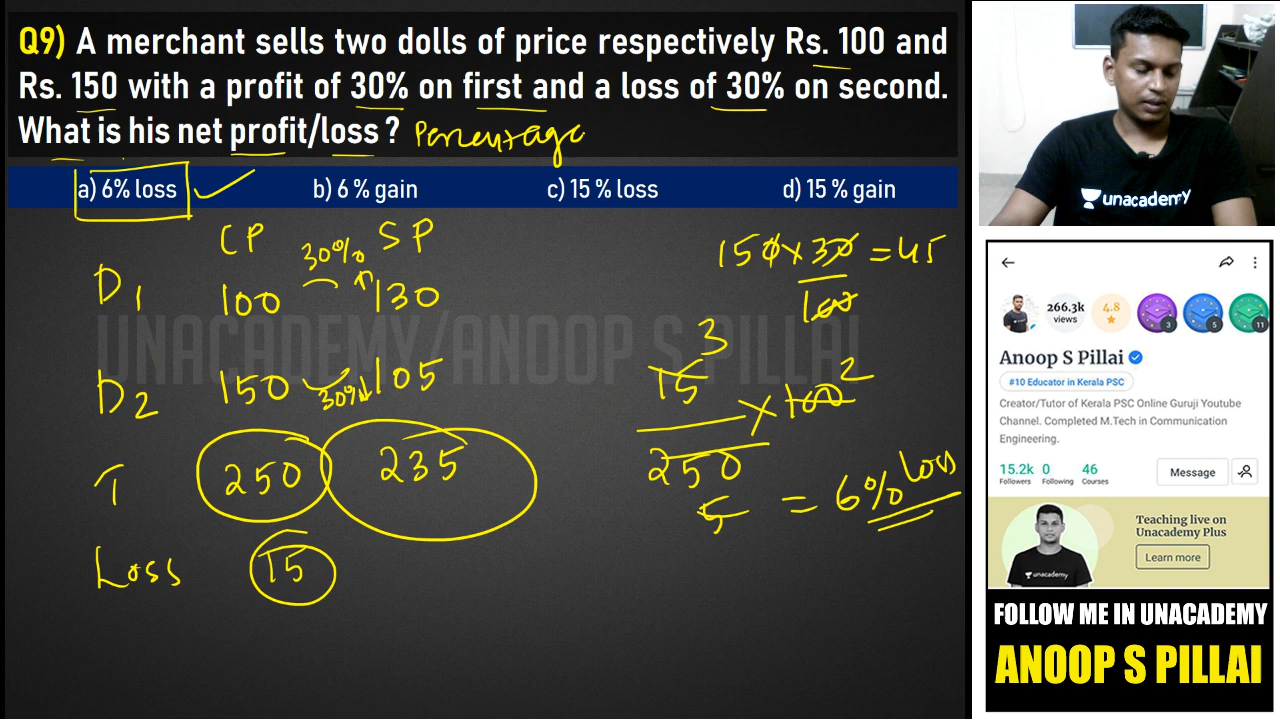 Q9) A merchant sells two dolls of price respectively Rs. 100 and
Rs. 150 with a profit of 30% on first and a loss of 30% on second.
What is his net profit/loss ? Percentage
a) 6% loss
b) 6 % gain
c) 15 % loss
d) 15 % gain
CP 30% SP
D1 100 130
D2 150 30% 105
T 250 235
Loss 15
150 x 30 = 45
100
3
15 x 100 2
250
5 = 6% loss
UNACADEMY/ANOOP S PILLAI
unacademy
266.3k
views
4.8
3
5
11
Anoop S Pillai
#10 Educator in Kerala PSC
Creator/Tutor of Kerala PSC Online Guruji Youtube
Channel. Completed M.Tech in Communication
Engineering.
15.2k 0 46
Followers Following Courses
Message
Teaching live on
Unacademy Plus
Learn more
unacademy
FOLLOW ME IN UNACADEMY
ANOOP S PILLAI